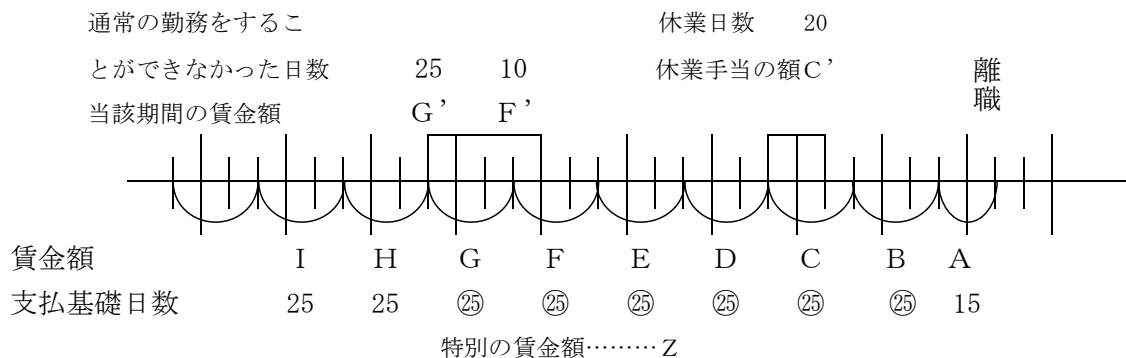 通常の勤務をするこ 休業日数 20
とができなかった日数 25 10 休業手当の額C’ 離職
当該期間の賃金額 G’ F’
賃金額 I H G F E D C B A
支払基礎日数 25 25 ㉕ ㉕ ㉕ ㉕ ㉕ ㉕ 15
特別の賃金額………Z